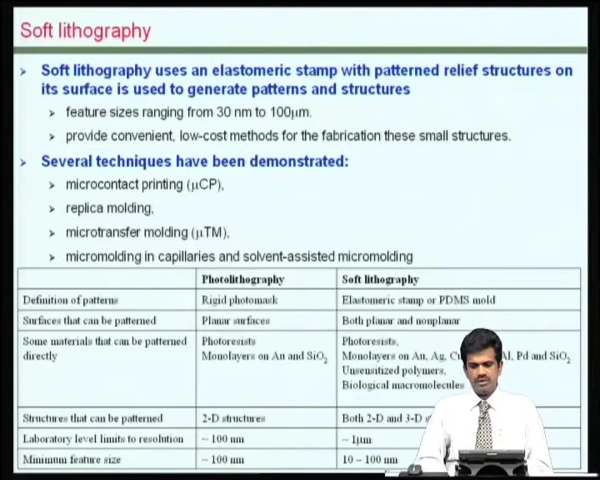 Soft lithography
Soft lithography uses an elastomeric stamp with patterned relief structures on
its surface is used to generate patterns and structures
feature sizes ranging from 30 nm to 100μm.
provide convenient, low-cost methods for the fabrication these small structures.
Several techniques have been demonstrated:
microcontact printing (μCP),
replica molding,
microtransfer molding (μTM),
micromolding in capillaries and solvent-assisted micromolding
Photolithography Soft lithography
Definition of patterns Rigid photomask Elastomeric stamp or PDMS mold
Surfaces that can be patterned Planar surfaces Both planar and nonplanar
Some materials that can be patterned Photoresists Photoresists,
directly Monolayers on Au and SiO2 Monolayers on Au, Ag, Al, Pd and SiO2
Unsensitized polymers,
Biological macromolecules
Structures that can be patterned 2-D structures Both 2-D and 3-D
Laboratory level limits to resolution ~ 100 nm ~ 1μm
Minimum feature size ~ 100 nm 10 – 100 nm